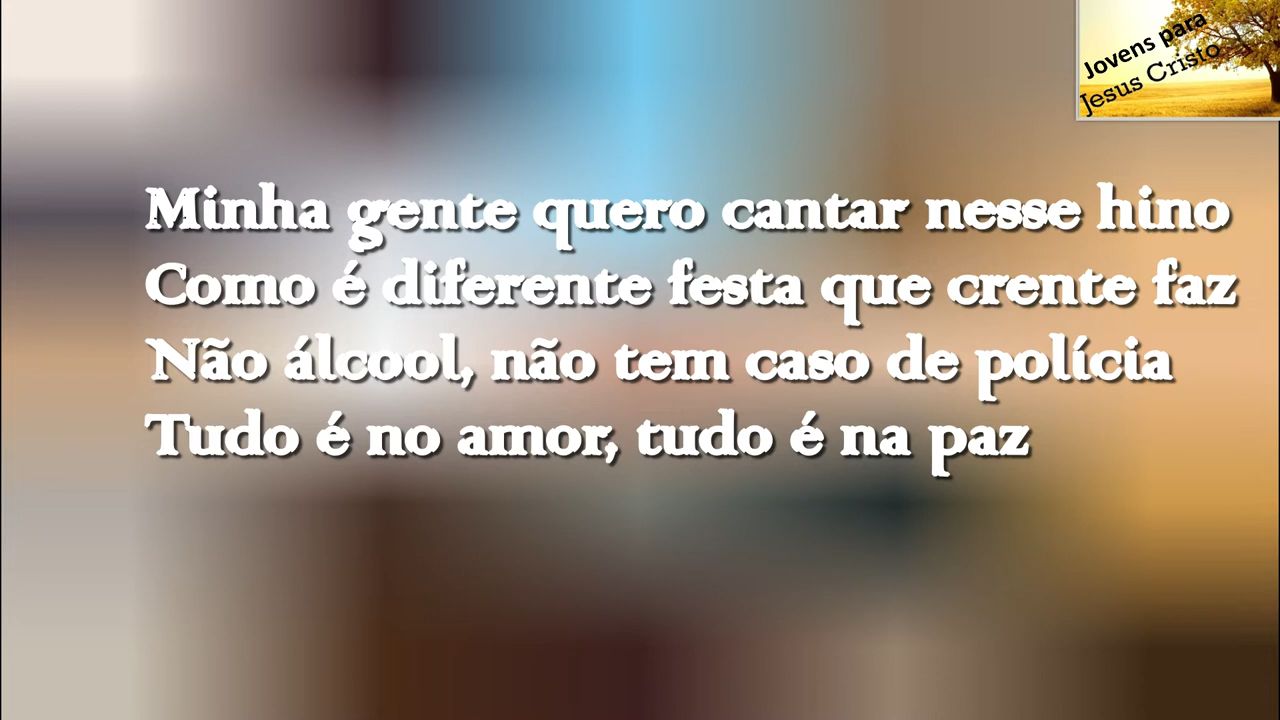 Jovens para
Jesus Cristo
Minha gente quero cantar nesse hino
Como é diferente festa que crente faz
Não álcool, não tem caso de polícia
Tudo é no amor, tudo é na paz